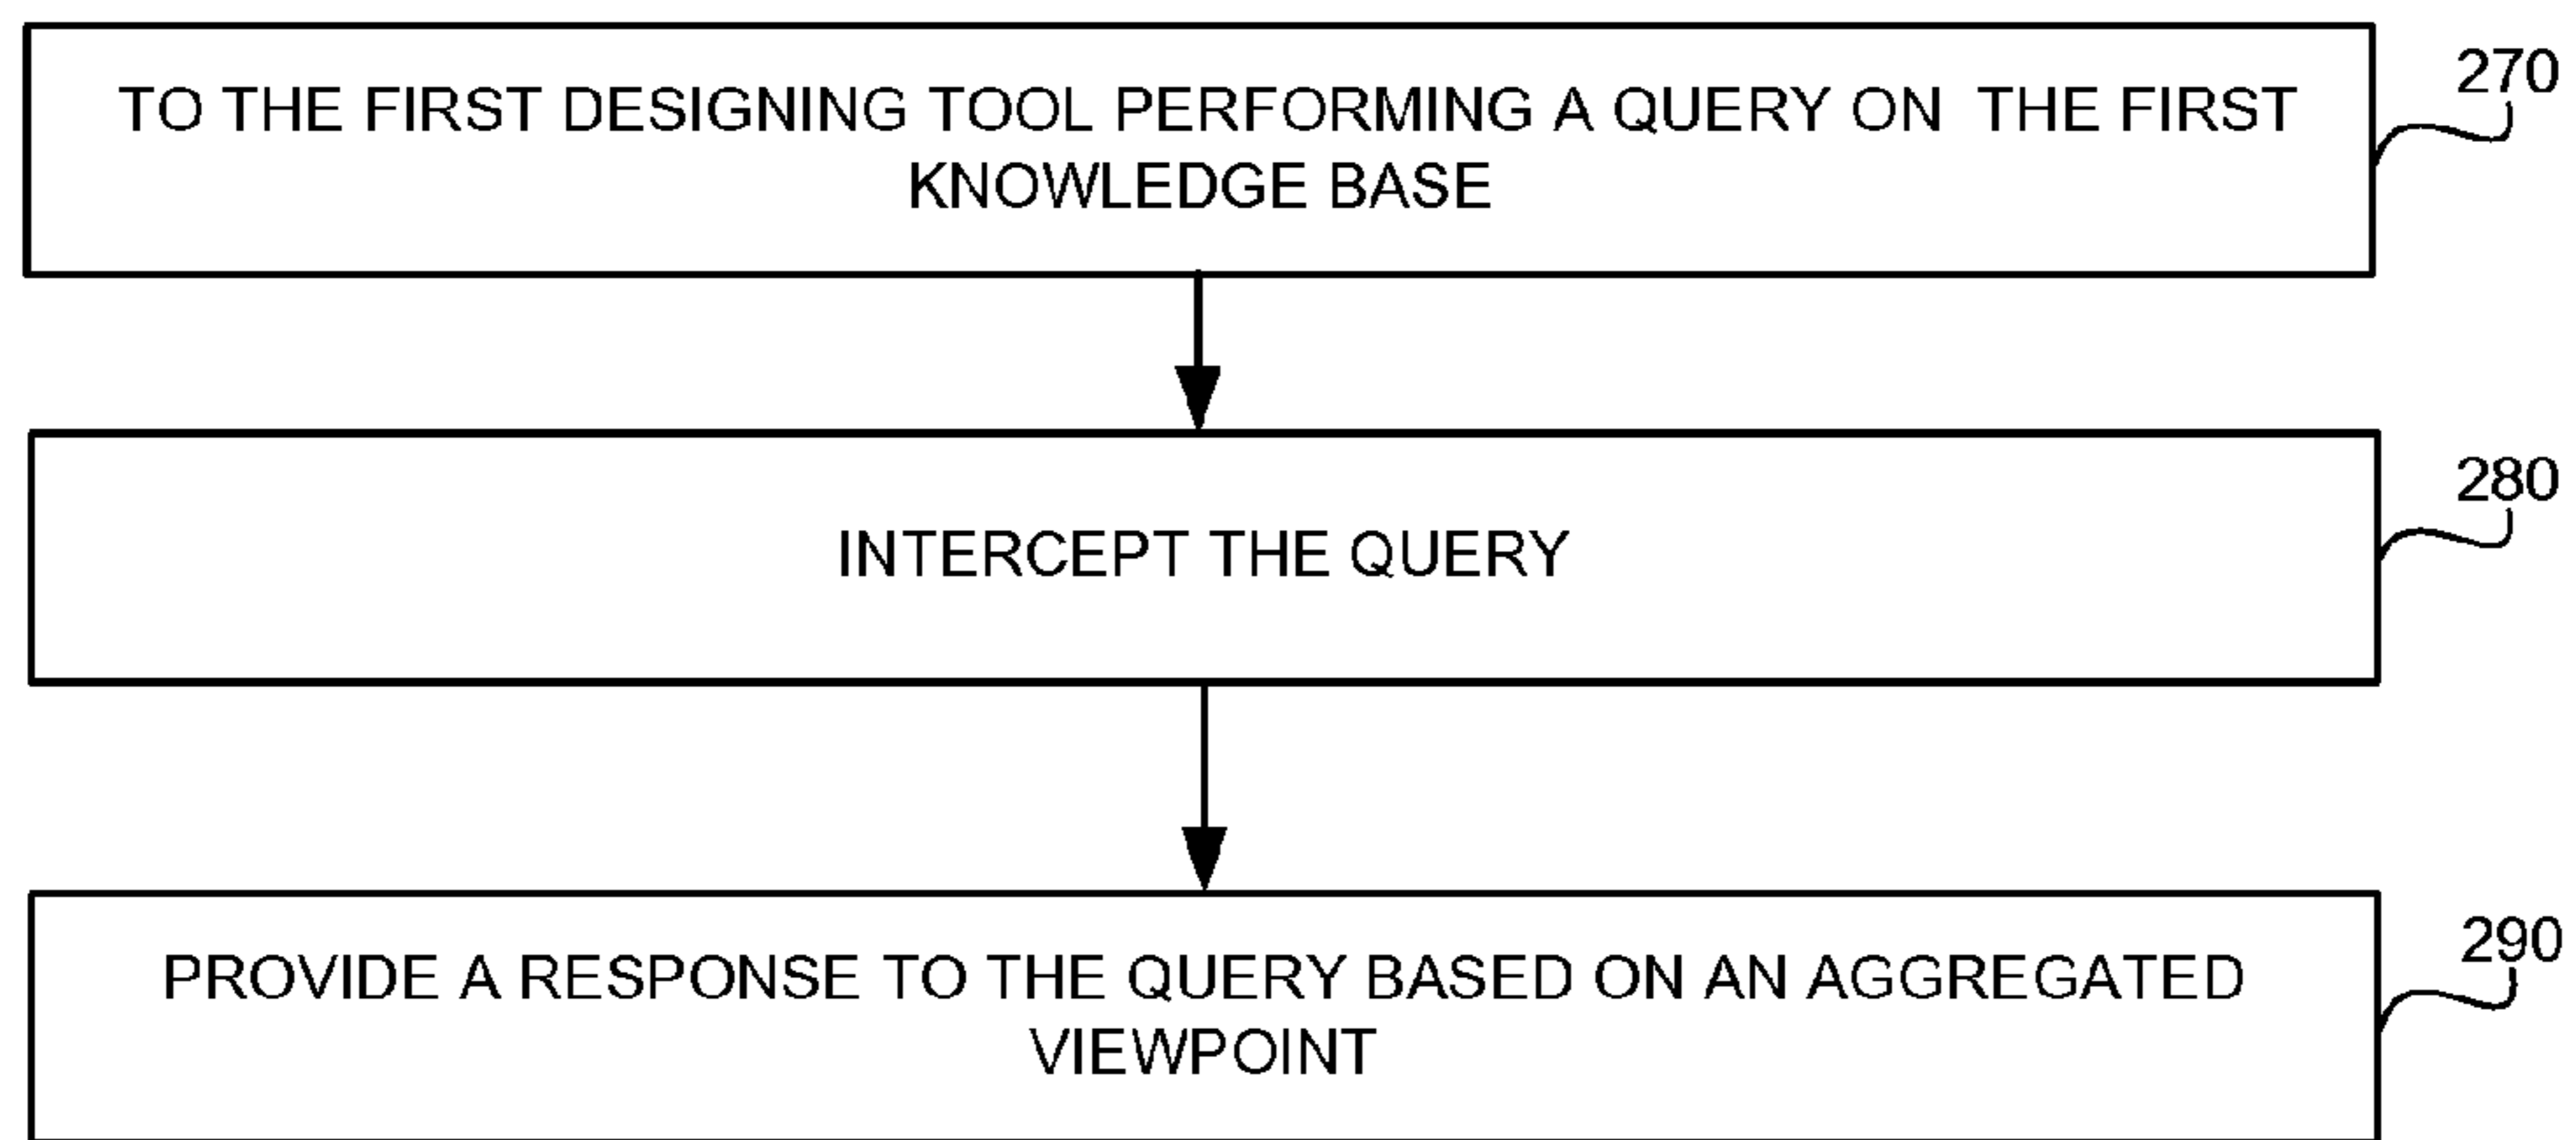 TO THE FIRST DESIGNING TOOL PERFORMING A QUERY ON THE FIRST
KNOWLEDGE BASE
270
INTERCEPT THE QUERY
280
PROVIDE A RESPONSE TO THE QUERY BASED ON AN AGGREGATED
VIEWPOINT
290